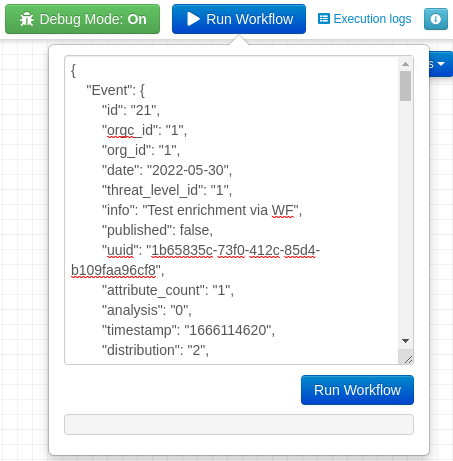 Debug Mode: On
Run Workflow
Execution logs
{
"Event": {
"id": "21",
"orgc_id": "1",
"org_id": "1",
"date": "2022-05-30",
"threat_level_id": "1",
"info": "Test enrichment via WF",
"published": false,
"uuid": "1b65835c-73f0-412c-85d4-
b109faa96cf8",
"attribute_count": "1",
"analysis": "0",
"timestamp": "1666114620",
"distribution": "2",
Run Workflow